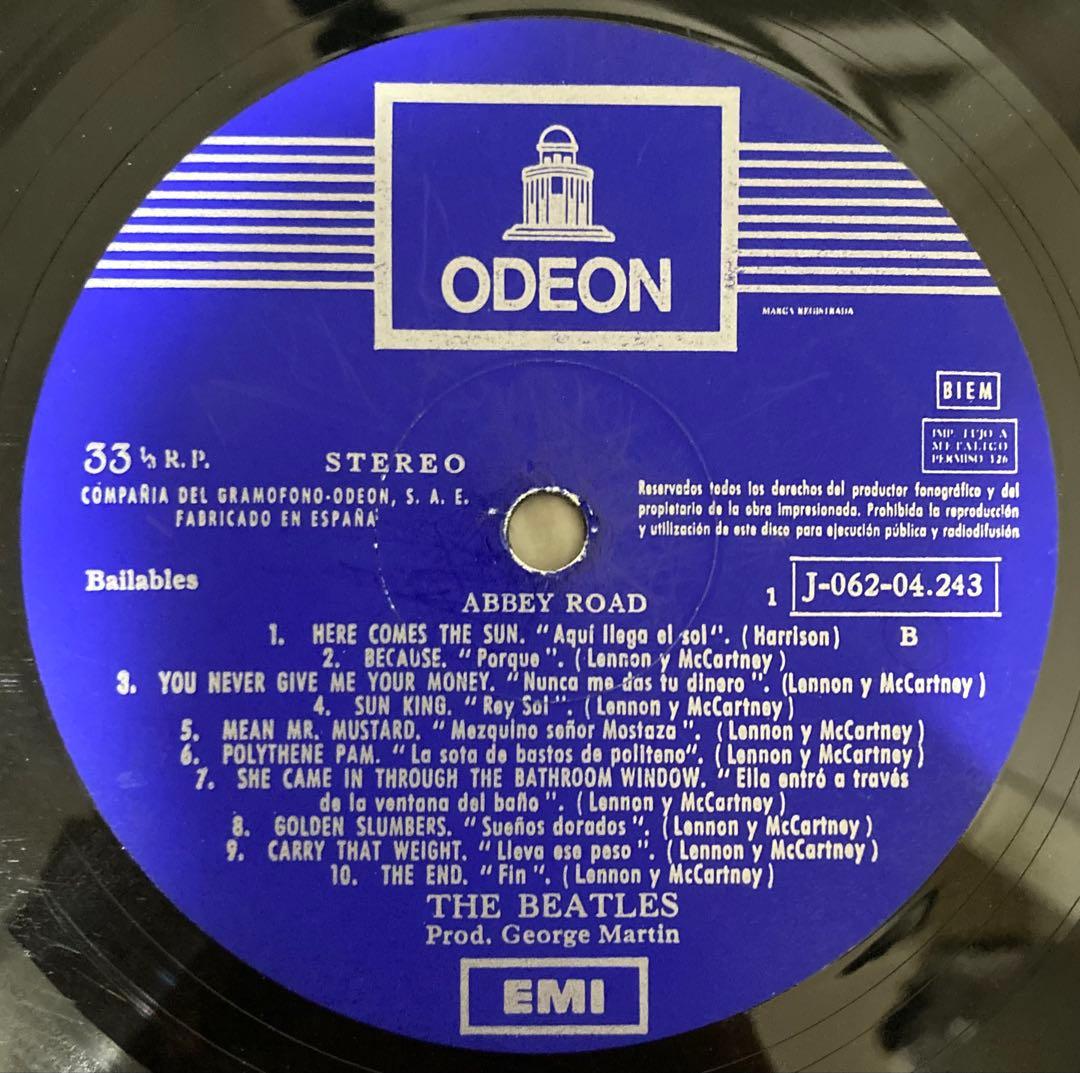 ODEON
MARCA REGISTRADA
BIEM
IMP. LUJO A
METALICO
PERMISO 126
33 ⅓ R.P.
STEREO
COMPAÑIA DEL GRAMOFONO-ODEON, S. A. E.
FABRICADO EN ESPAÑA
Reservados todos los derechos del productor fonográfico y del
propietario de la obra impresionada. Prohibida la reproducción
y utilización de este disco para ejecución pública y radiodifusión
Bailables
1 J-062-04.243
ABBEY ROAD
B
1. HERE COMES THE SUN. "Aquí llega el sol". (Harrison)
2. BECAUSE. "Porque". (Lennon y McCartney)
3. YOU NEVER GIVE ME YOUR MONEY. "Nunca me das tu dinero". (Lennon y McCartney)
4. SUN KING. "Rey Sol". (Lennon y McCartney)
5. MEAN MR. MUSTARD. "Mezquino señor Mostaza". (Lennon y McCartney)
6. POLYTHENE PAM. "La sota de bastos de politeno". (Lennon y McCartney)
7. SHE CAME IN THROUGH THE BATHROOM WINDOW. "Ella entró a través
de la ventana del baño". (Lennon y McCartney)
8. GOLDEN SLUMBERS. "Sueños dorados". (Lennon y McCartney)
9. CARRY THAT WEIGHT. "Lleva ese peso". (Lennon y McCartney)
10. THE END. "Fin". (Lennon y McCartney)
THE BEATLES
Prod. George Martin
EMI